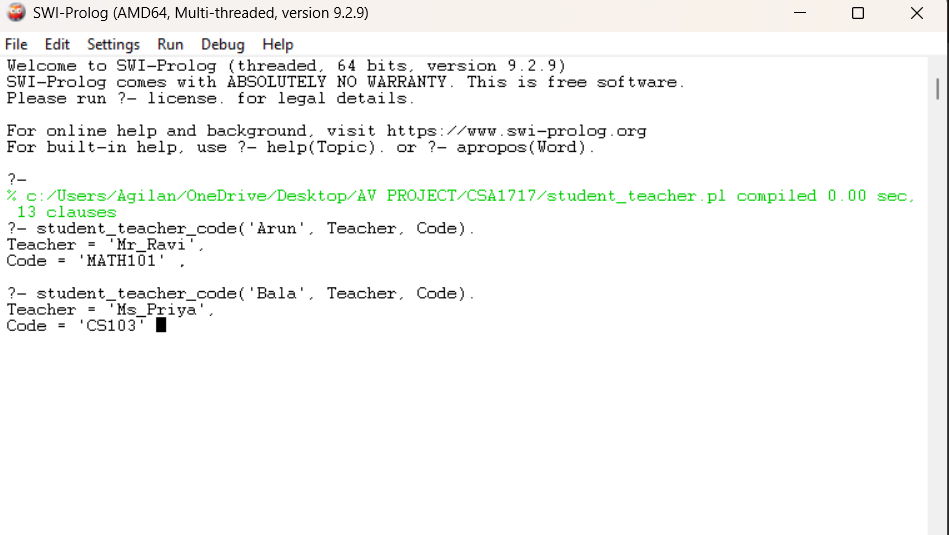 SWI-Prolog (AMD64, Multi-threaded, version 9.2.9)
File Edit Settings Run Debug Help
Welcome to SWI-Prolog (threaded, 64 bits, version 9.2.9)
SWI-Prolog comes with ABSOLUTELY NO WARRANTY. This is free software.
Please run ?- license. for legal details.
For online help and background, visit https://www.swi-prolog.org
For built-in help, use ?- help(Topic). or ?- apropos(Word).
?-
% c:/Users/Agilan/OneDrive/Desktop/AV PROJECT/CSA1717/student_teacher.pl compiled 0.00 sec,
13 clauses
?- student_teacher_code('Arun', Teacher, Code).
Teacher = 'Mr_Ravi',
Code = 'MATH101' ,
?- student_teacher_code('Bala', Teacher, Code).
Teacher = 'Ms_Priya',
Code = 'CS103'